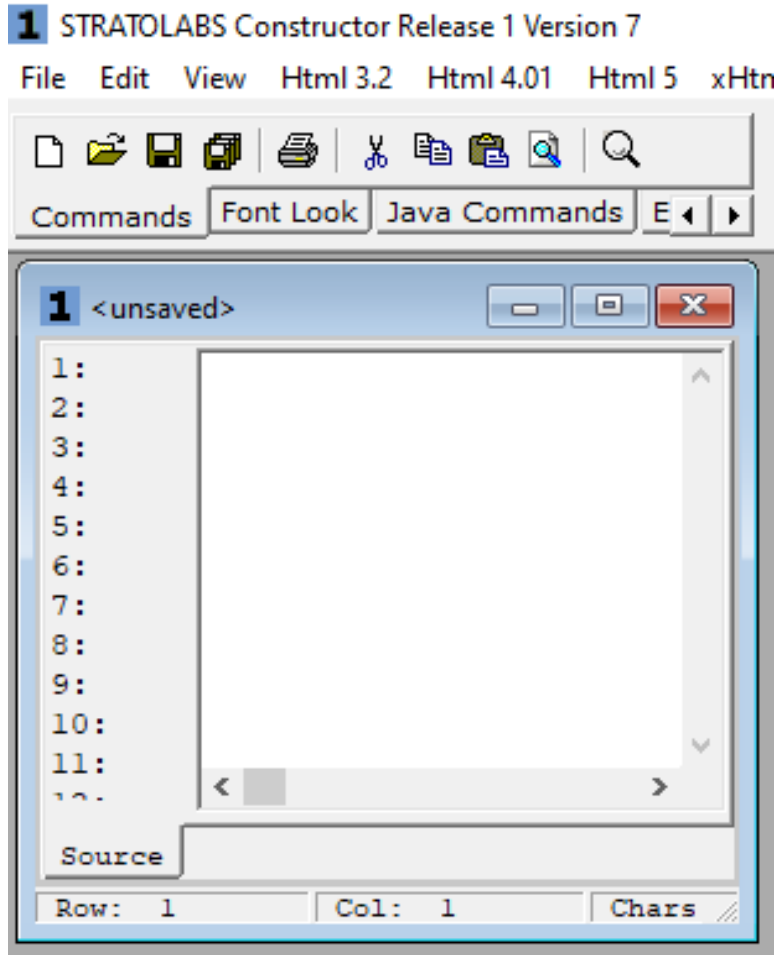 1 STRATOLABS Constructor Release 1 Version 7
File Edit View Html 3.2 Html 4.01 Html 5 xHtm
Commands Font Look Java Commands E
1 <unsaved>
1:
2:
3:
4:
5:
6:
7:
8:
9:
10:
11:
Source
Row: 1 Col: 1 Chars